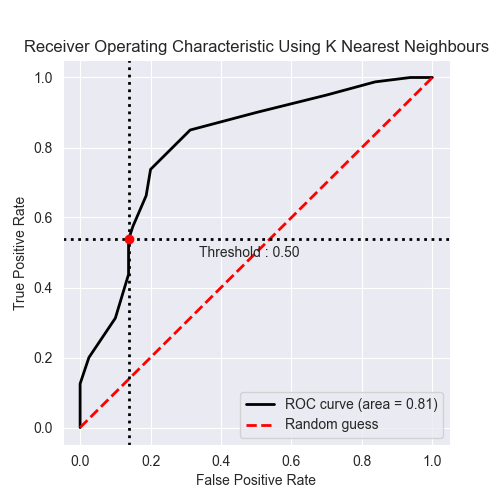 Receiver Operating Characteristic Using K Nearest Neighbours
1.0
0.8
0.6
0.4
0.2
0.0
True Positive Rate
Threshold : 0.50
ROC curve (area = 0.81)
Random guess
0.0 0.2 0.4 0.6 0.8 1.0
False Positive Rate